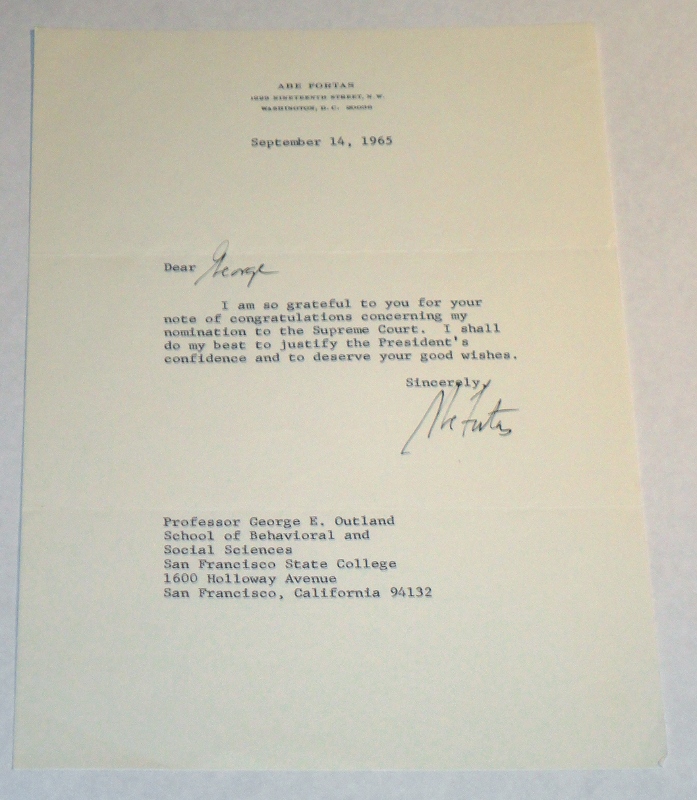 ABE FORTAS
1229 NINETEENTH STREET, N.W.
WASHINGTON, D. C. 20036
September 14, 1965
Dear George
I am so grateful to you for your
note of congratulations concerning my
nomination to the Supreme Court. I shall
do my best to justify the President's
confidence and to deserve your good wishes.
Sincerely,
Abe Fortas
Professor George E. Outland
School of Behavioral and
Social Sciences
San Francisco State College
1600 Holloway Avenue
San Francisco, California 94132